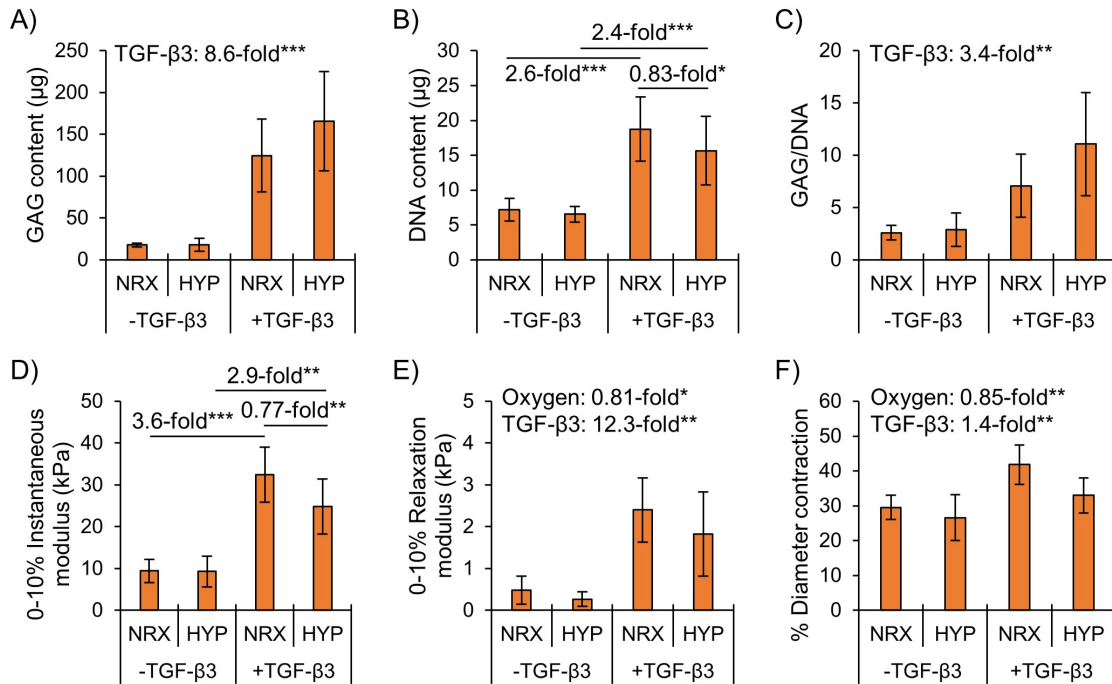 A)
TGF-β3: 8.6-fold***
GAG content (µg)
250
200
150
100
50
0
NRX HYP NRX HYP
-TGF-β3 +TGF-β3
B)
2.4-fold***
2.6-fold*** 0.83-fold*
DNA content (µg)
30
25
20
15
10
5
0
NRX HYP NRX HYP
-TGF-β3 +TGF-β3
C)
TGF-β3: 3.4-fold**
GAG/DNA
20
15
10
5
0
NRX HYP NRX HYP
-TGF-β3 +TGF-β3
D)
2.9-fold**
3.6-fold*** 0.77-fold**
0-10% Instantaneous
modulus (kPa)
50
40
30
20
10
0
NRX HYP NRX HYP
-TGF-β3 +TGF-β3
E)
Oxygen: 0.81-fold*
TGF-β3: 12.3-fold**
0-10% Relaxation
modulus (kPa)
5
4
3
2
1
0
NRX HYP NRX HYP
-TGF-β3 +TGF-β3
F)
Oxygen: 0.85-fold**
TGF-β3: 1.4-fold**
% Diameter contraction
60
50
40
30
20
10
0
NRX HYP NRX HYP
-TGF-β3 +TGF-β3